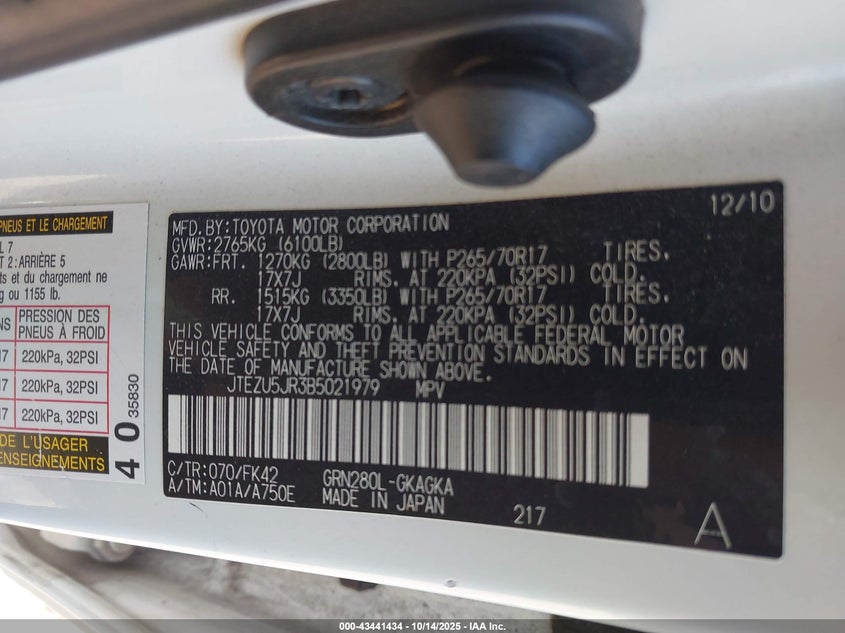 PNEUS ET LE CHARGEMENT
L 7
T 2: ARRIÈRE 5
ts et du chargement ne
g ou 1155 lb.
NS PRESSION DES PNEUS À FROID
17 220kPa, 32PSI
17 220kPa, 32PSI
17 220kPa, 32PSI
DE L'USAGER
ENSEIGNEMENTS
4 0 35830
12/10
MFD. BY: TOYOTA MOTOR CORPORATION
GVWR: 2765KG (6100LB)
GAWR: FRT. 1270KG (2800LB) WITH P265/70R17 TIRES.
17X7J RIMS. AT 220KPA (32PSI) COLD.
RR. 1515KG (3350LB) WITH P265/70R17 TIRES.
17X7J RIMS. AT 220KPA (32PSI) COLD.
THIS VEHICLE CONFORMS TO ALL APPLICABLE FEDERAL MOTOR
VEHICLE SAFETY AND THEFT PREVENTION STANDARDS IN EFFECT ON
THE DATE OF MANUFACTURE SHOWN ABOVE.
JTEZU5JR3B5021979 MPV
C/TR: 070/FK42 GRN280L-GKAGKA
A/TM: A01A/A750E MADE IN JAPAN
217
A
000-43441434 - 10/14/2025 - IAA Inc.